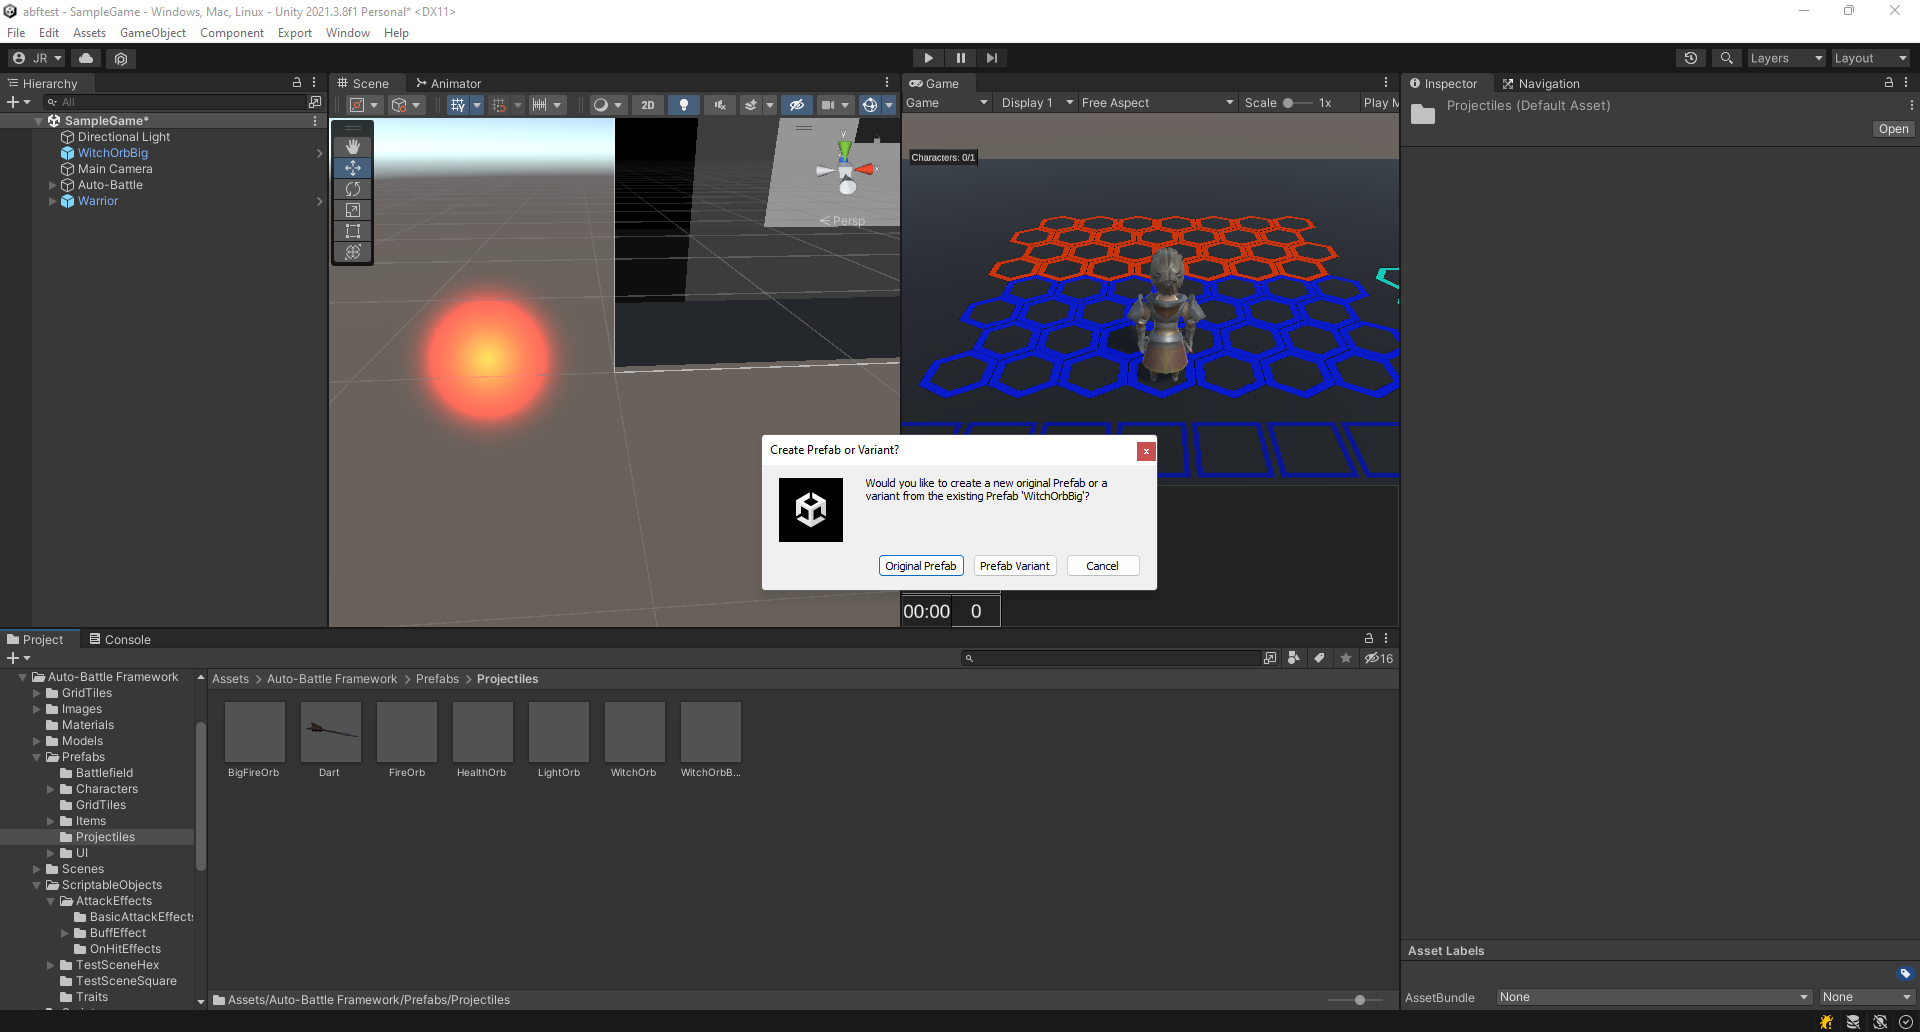 abftest - SampleGame - Windows, Mac, Linux - Unity 2021.3.8f1 Personal* <DX11>
File Edit Assets GameObject Component Export Window Help
JR
Layers
Layout
Hierarchy
All
SampleGame*
Directional Light
WitchOrbBig
Main Camera
Auto-Battle
Warrior
Scene
Animator
2D
y
x
Persp
Game
Game
Display 1
Free Aspect
Scale
1x
Play M
Characters: 0/1
00:00
0
Inspector
Navigation
Projectiles (Default Asset)
Open
Create Prefab or Variant?
x
Would you like to create a new original Prefab or a
variant from the existing Prefab 'WitchOrbBig'?
Original Prefab
Prefab Variant
Cancel
Project
Console
16
Auto-Battle Framework
GridTiles
Images
Materials
Models
Prefabs
Battlefield
Characters
GridTiles
Items
Projectiles
UI
Scenes
ScriptableObjects
AttackEffects
BasicAttackEffects
BuffEffect
OnHitEffects
TestSceneHex
TestSceneSquare
Traits
Assets > Auto-Battle Framework > Prefabs > Projectiles
BigFireOrb
Dart
FireOrb
HealthOrb
LightOrb
WitchOrb
WitchOrbB...
Assets/Auto-Battle Framework/Prefabs/Projectiles
Asset Labels
AssetBundle
None
None